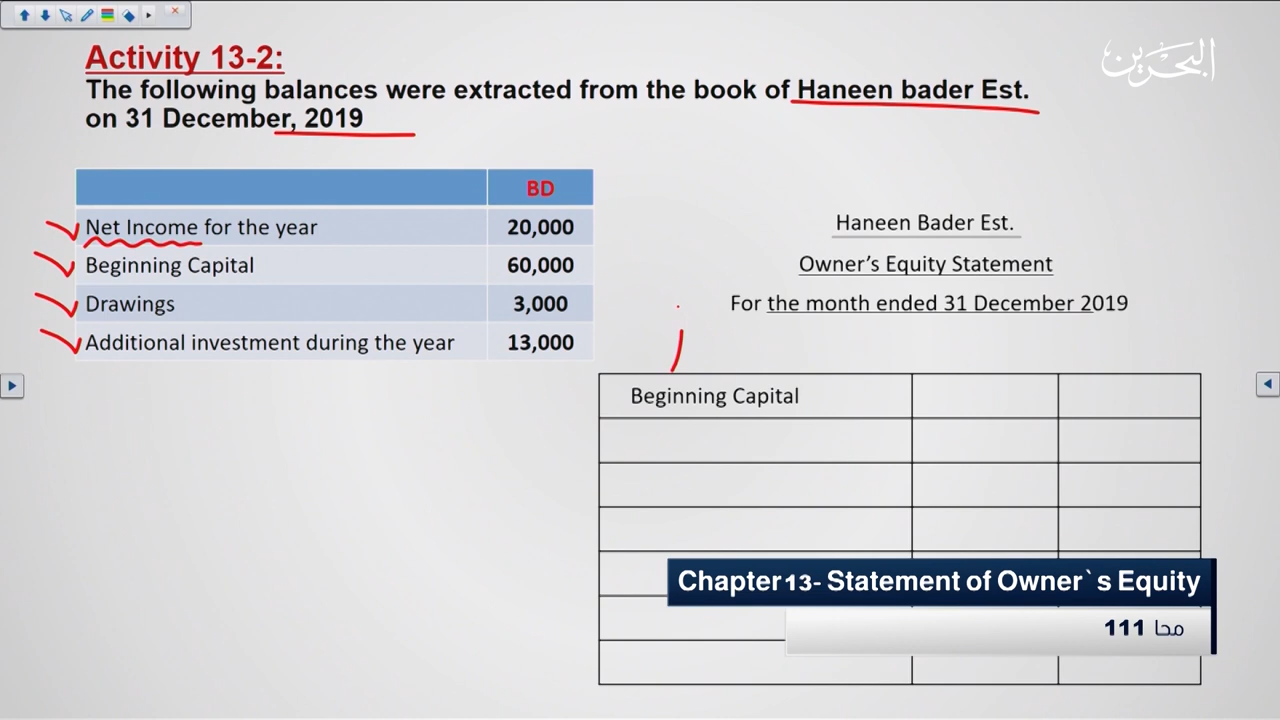 Activity 13-2:
البحرين
The following balances were extracted from the book of Haneen bader Est.
on 31 December, 2019
BD
Net Income for the year 20,000
Beginning Capital 60,000
Drawings 3,000
Additional investment during the year 13,000
Haneen Bader Est.
Owner’s Equity Statement
For the month ended 31 December 2019
Beginning Capital
Chapter13- Statement of Owner`s Equity
محا 111